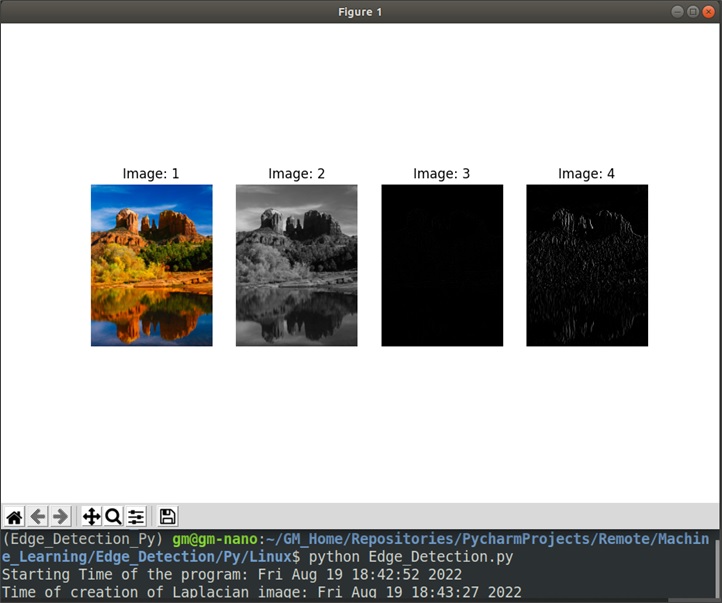 Figure 1
Image: 1
Image: 2
Image: 3
Image: 4
(Edge_Detection_Py) gm@gm-nano:~/GM_Home/Repositories/PycharmProjects/Remote/Machin
e_Learning/Edge_Detection/Py/Linux$ python Edge_Detection.py
Starting Time of the program: Fri Aug 19 18:42:52 2022
Time of creation of Laplacian image: Fri Aug 19 18:43:27 2022